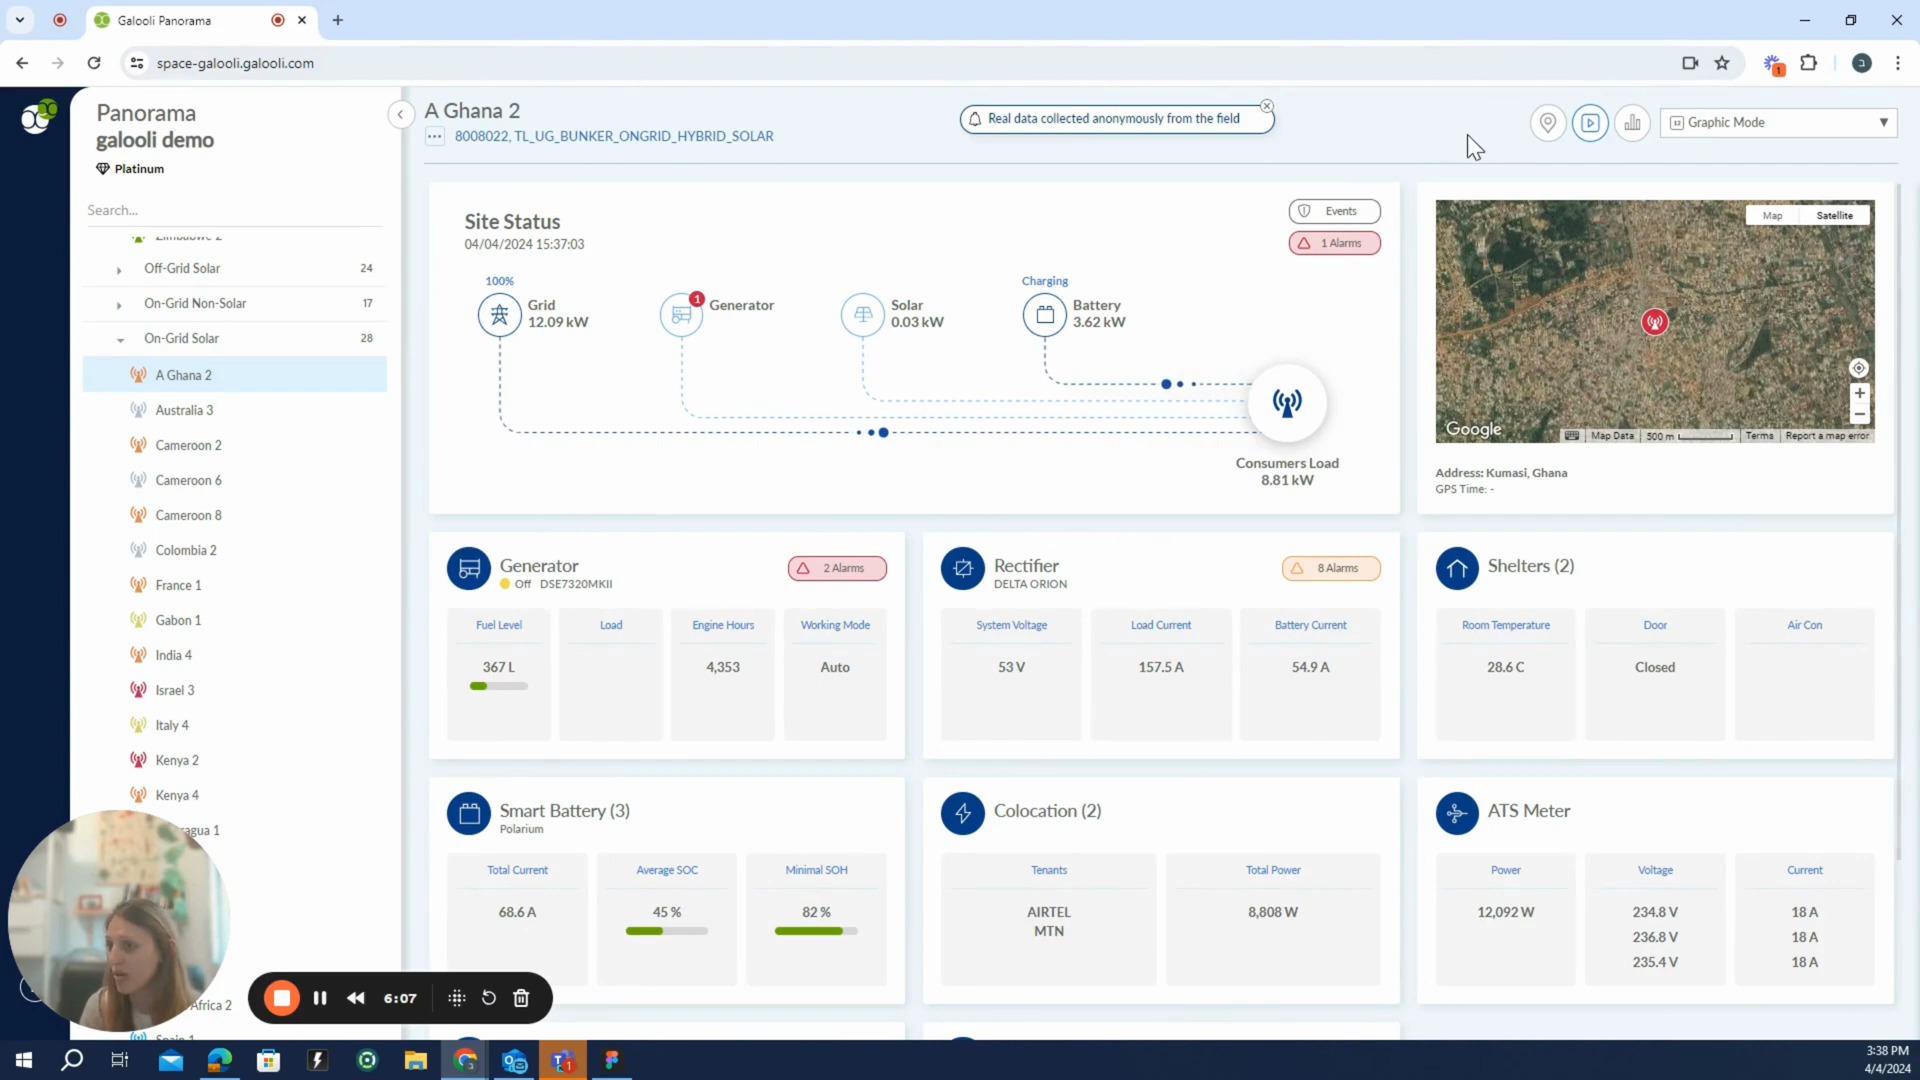 Galooli Panorama
space-galooli.galooli.com
1
Panorama
galooli demo
Platinum
Search...
Zimbabwe 2
Off-Grid Solar 24
On-Grid Non-Solar 17
On-Grid Solar 28
A Ghana 2
Australia 3
Cameroon 2
Cameroon 6
Cameroon 8
Colombia 2
France 1
Gabon 1
India 4
Israel 3
Italy 4
Kenya 2
Kenya 4
ragua 1
Africa 2
Spain 1
A Ghana 2
8008022, TL_UG_BUNKER_ONGRID_HYBRID_SOLAR
Real data collected anonymously from the field
Graphic Mode
Site Status
04/04/2024 15:37:03
Events
1 Alarms
100%
Grid
12.09 kW
1
Generator
Solar
0.03 kW
Charging
Battery
3.62 kW
Consumers Load
8.81 kW
Map Satellite
Google
Map Data 500 m Terms Report a map error
Address: Kumasi, Ghana
GPS Time: -
Generator
Off DSE7320MKII
2 Alarms
Fuel Level Load Engine Hours Working Mode
367 L 4,353 Auto
Rectifier
DELTA ORION
8 Alarms
System Voltage Load Current Battery Current
53 V 157.5 A 54.9 A
Shelters (2)
Room Temperature Door Air Con
28.6 C Closed
Smart Battery (3)
Polarium
Total Current Average SOC Minimal SOH
68.6 A 45 % 82 %
Colocation (2)
Tenants Total Power
AIRTEL 8,808 W
MTN
ATS Meter
Power Voltage Current
12,092 W 234.8 V 18 A
236.8 V 18 A
235.4 V 18 A
6:07
3:38 PM
4/4/2024